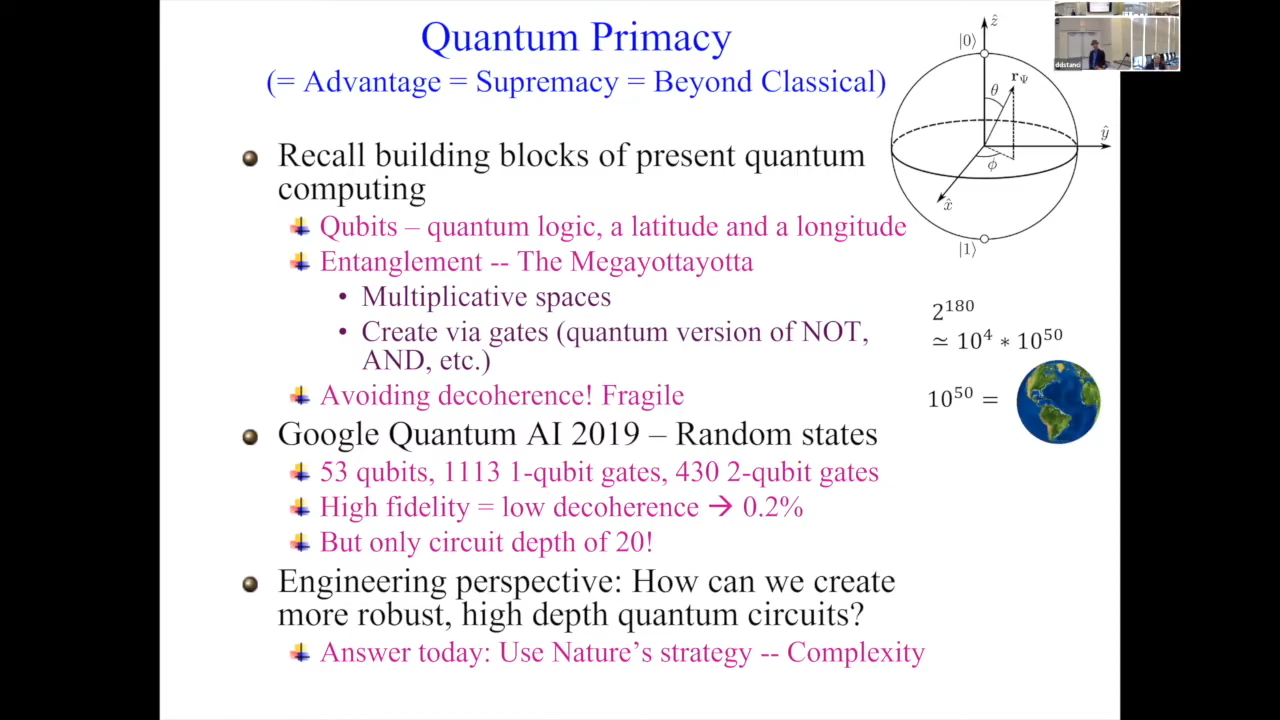 Quantum Primacy
(= Advantage = Supremacy = Beyond Classical)
Recall building blocks of present quantum
computing
Qubits – quantum logic, a latitude and a longitude
Entanglement -- The Megayottayotta
• Multiplicative spaces
• Create via gates (quantum version of NOT,
AND, etc.)
Avoiding decoherence! Fragile
Google Quantum AI 2019 – Random states
53 qubits, 1113 1-qubit gates, 430 2-qubit gates
High fidelity = low decoherence → 0.2%
But only circuit depth of 20!
Engineering perspective: How can we create
more robust, high depth quantum circuits?
Answer today: Use Nature's strategy -- Complexity
ẑ
|0⟩
r_Ψ
θ
ŷ
ϕ
x̂
|1⟩
2^180
≃ 10^4 * 10^50
10^50 =
ddstanci